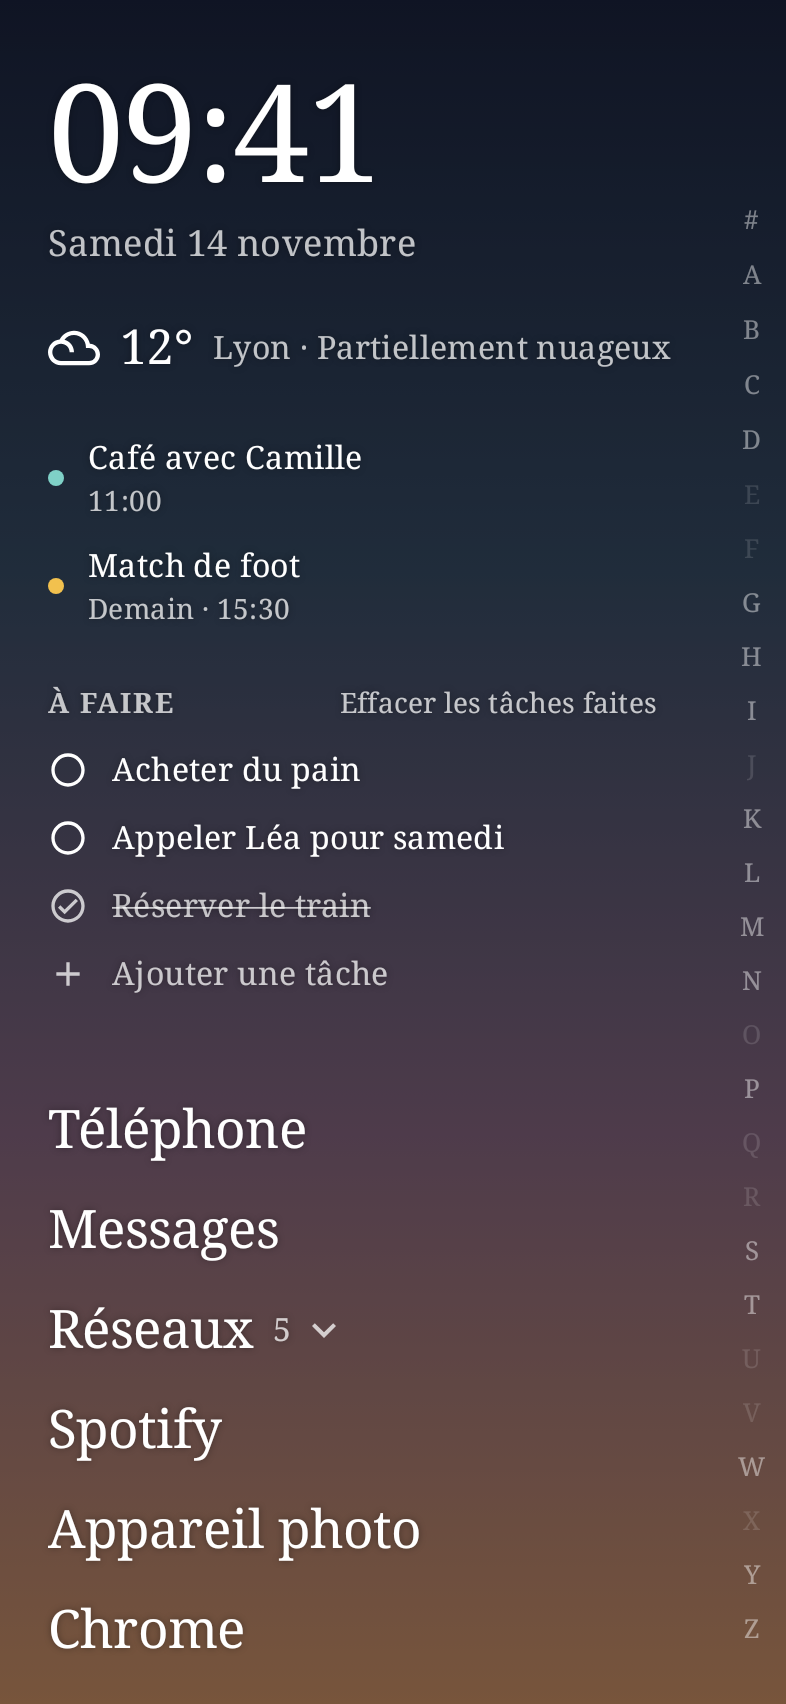 09:41
Samedi 14 novembre
12° Lyon · Partiellement nuageux
Café avec Camille
11:00
Match de foot
Demain · 15:30
À FAIRE Effacer les tâches faites
Acheter du pain
Appeler Léa pour samedi
Réserver le train
Ajouter une tâche
Téléphone
Messages
Réseaux 5
Spotify
Appareil photo
Chrome
#
A
B
C
D
E
F
G
H
I
J
K
L
M
N
O
P
Q
R
S
T
U
V
W
X
Y
Z